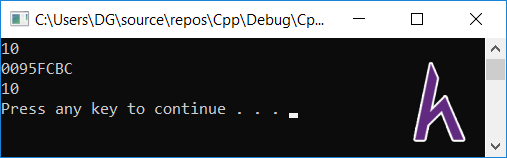 C:\Users\DG\source\repos\Cpp\Debug\Cp...
10
0095FCBC
10
Press any key to continue . . .